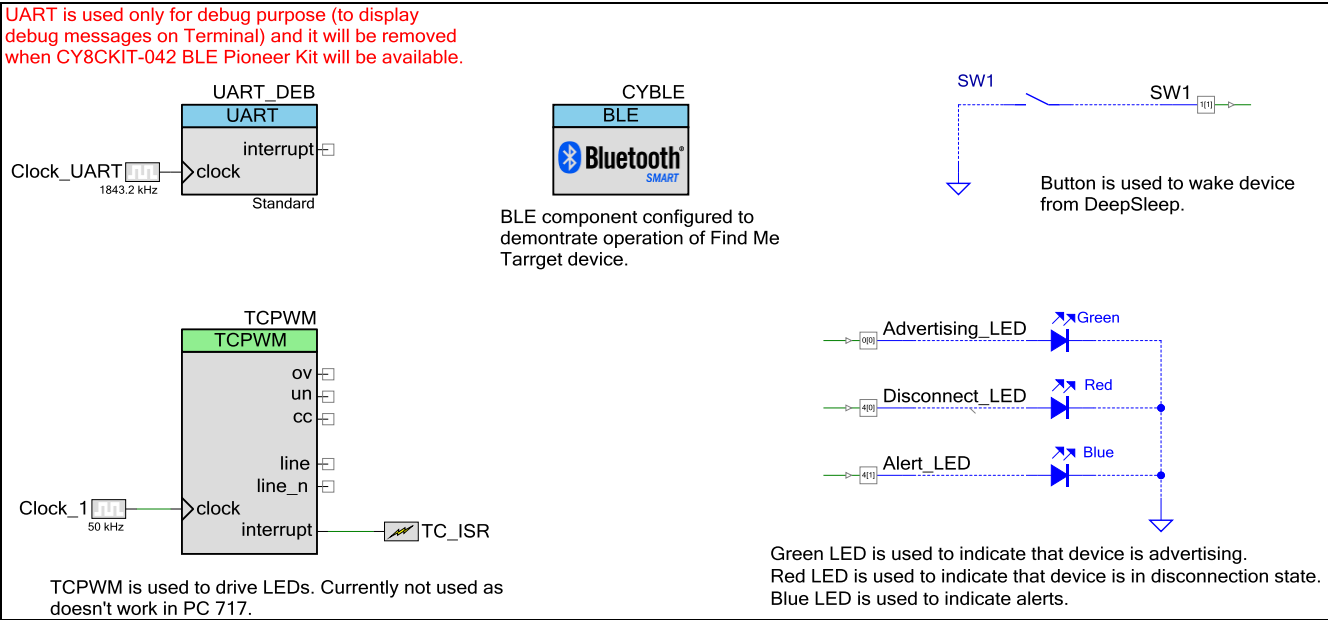 UART is used only for debug purpose (to display
debug messages on Terminal) and it will be removed
when CY8CKIT-042 BLE Pioneer Kit will be available.
UART_DEB
UART
interrupt
Clock_UART
clock
1843.2 kHz
Standard
CYBLE
BLE
Bluetooth®
SMART
BLE component configured to
demontrate operation of Find Me
Tarrget device.
SW1
SW1
1[1]
Button is used to wake device
from DeepSleep.
TCPWM
TCPWM
ov
un
cc
line
line_n
Clock_1
clock
50 kHz
interrupt
TC_ISR
TCPWM is used to drive LEDs. Currently not used as
doesn't work in PC 717.
Green
Advertising_LED
0[0]
Red
Disconnect_LED
4[0]
Blue
Alert_LED
4[1]
Green LED is used to indicate that device is advertising.
Red LED is used to indicate that device is in disconnection state.
Blue LED is used to indicate alerts.